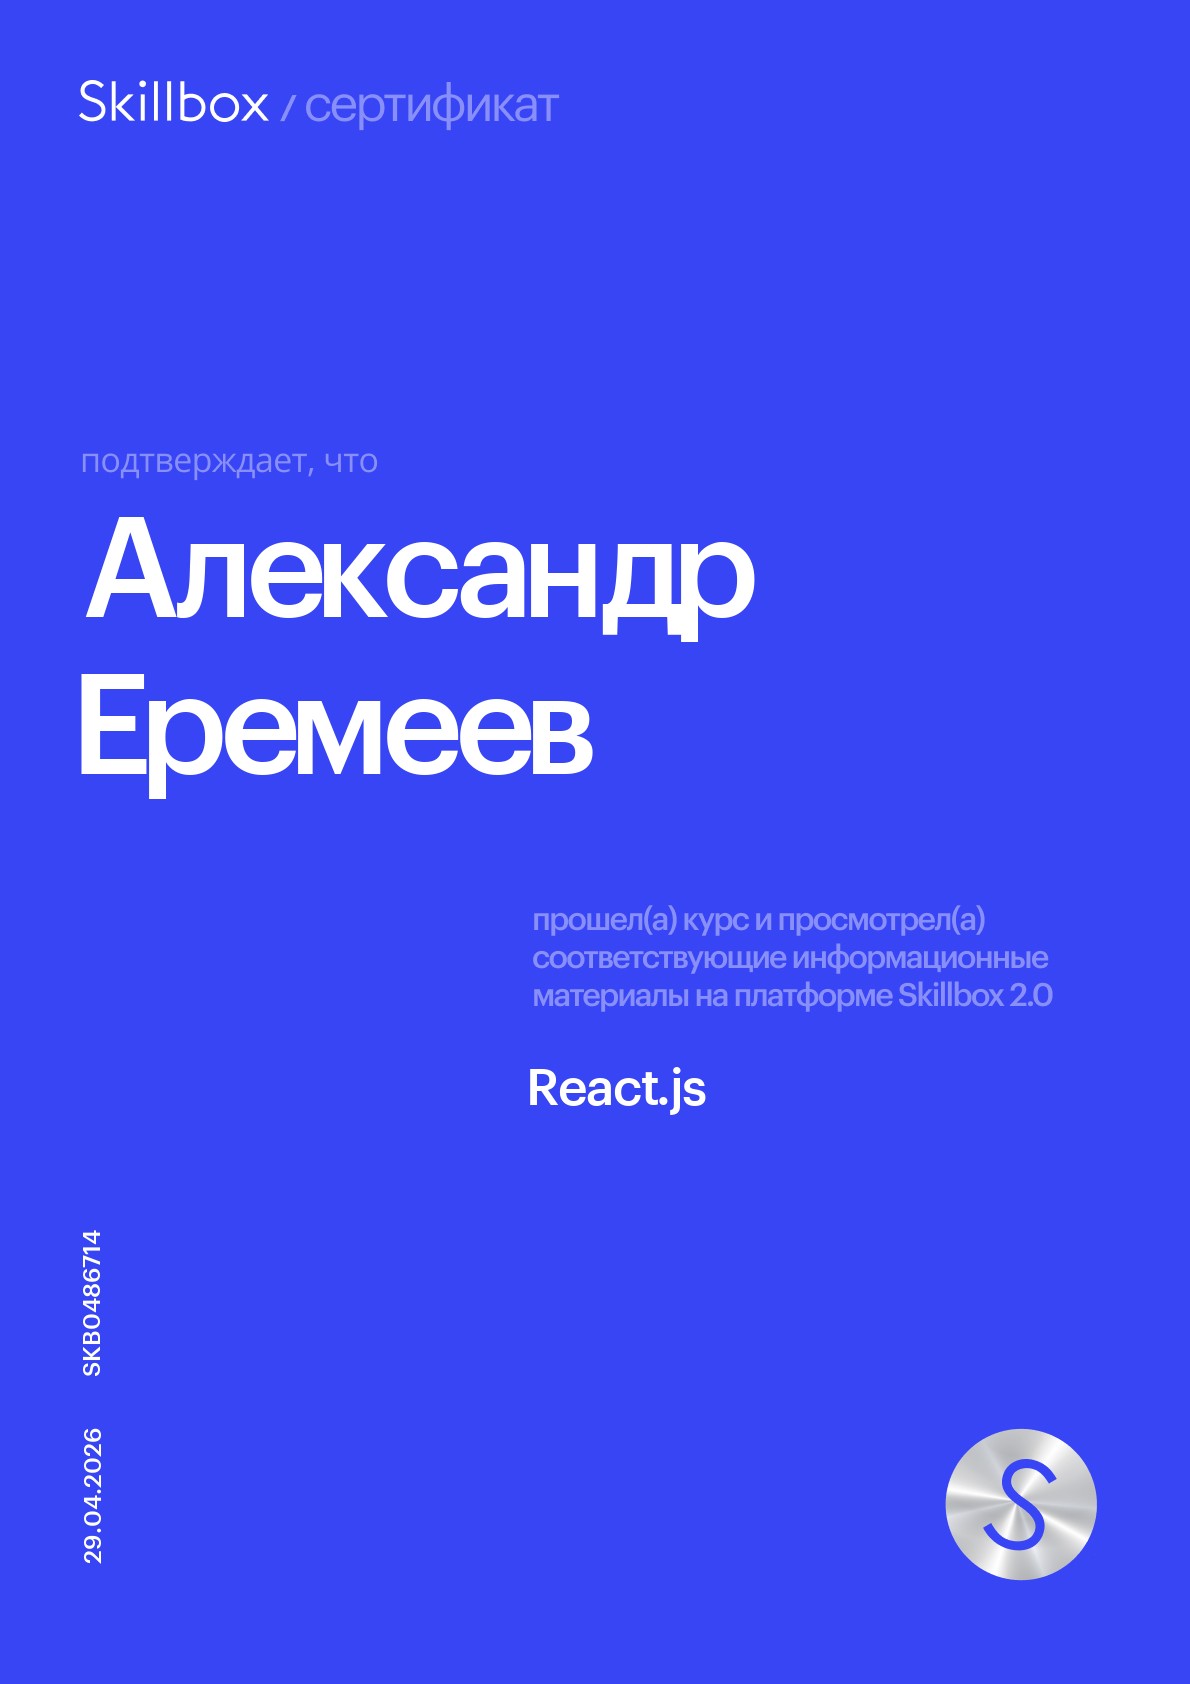 Skillbox / сертификат
подтверждает, что
Александр
Еремеев
прошел(а) курс и просмотрел(а)
соответствующие информационные
материалы на платформе Skillbox 2.0
React.js
SKB0486714
29.04.2026
S